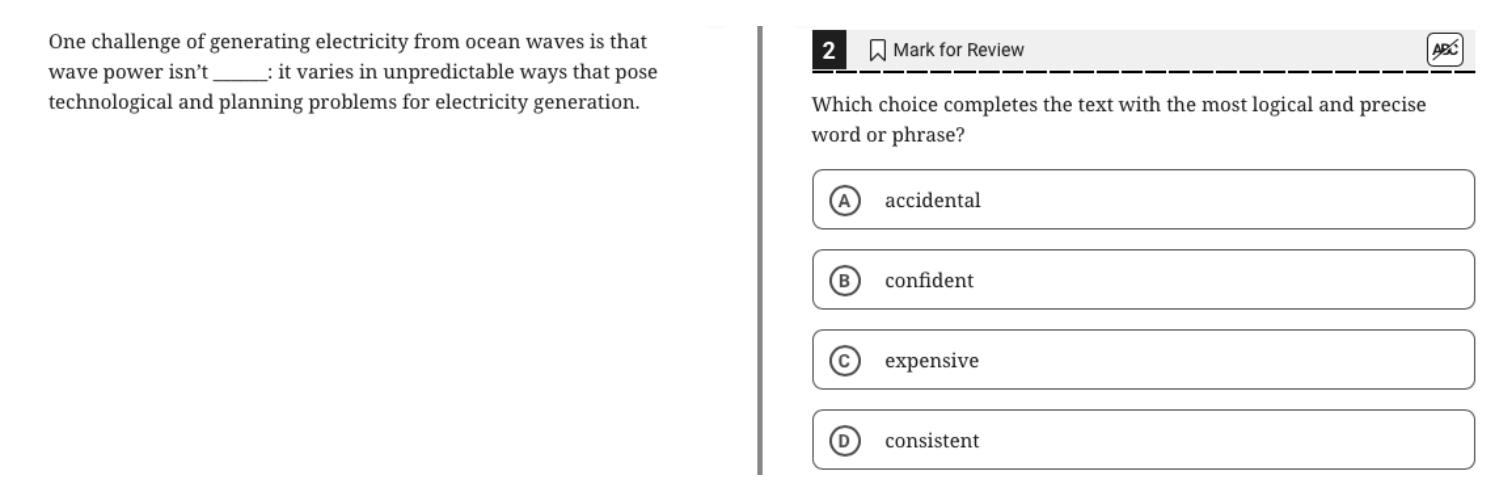 One challenge of generating electricity from ocean waves is that
wave power isn’t ______: it varies in unpredictable ways that pose
technological and planning problems for electricity generation.
2 Mark for Review ABC
Which choice completes the text with the most logical and precise
word or phrase?
A accidental
B confident
C expensive
D consistent